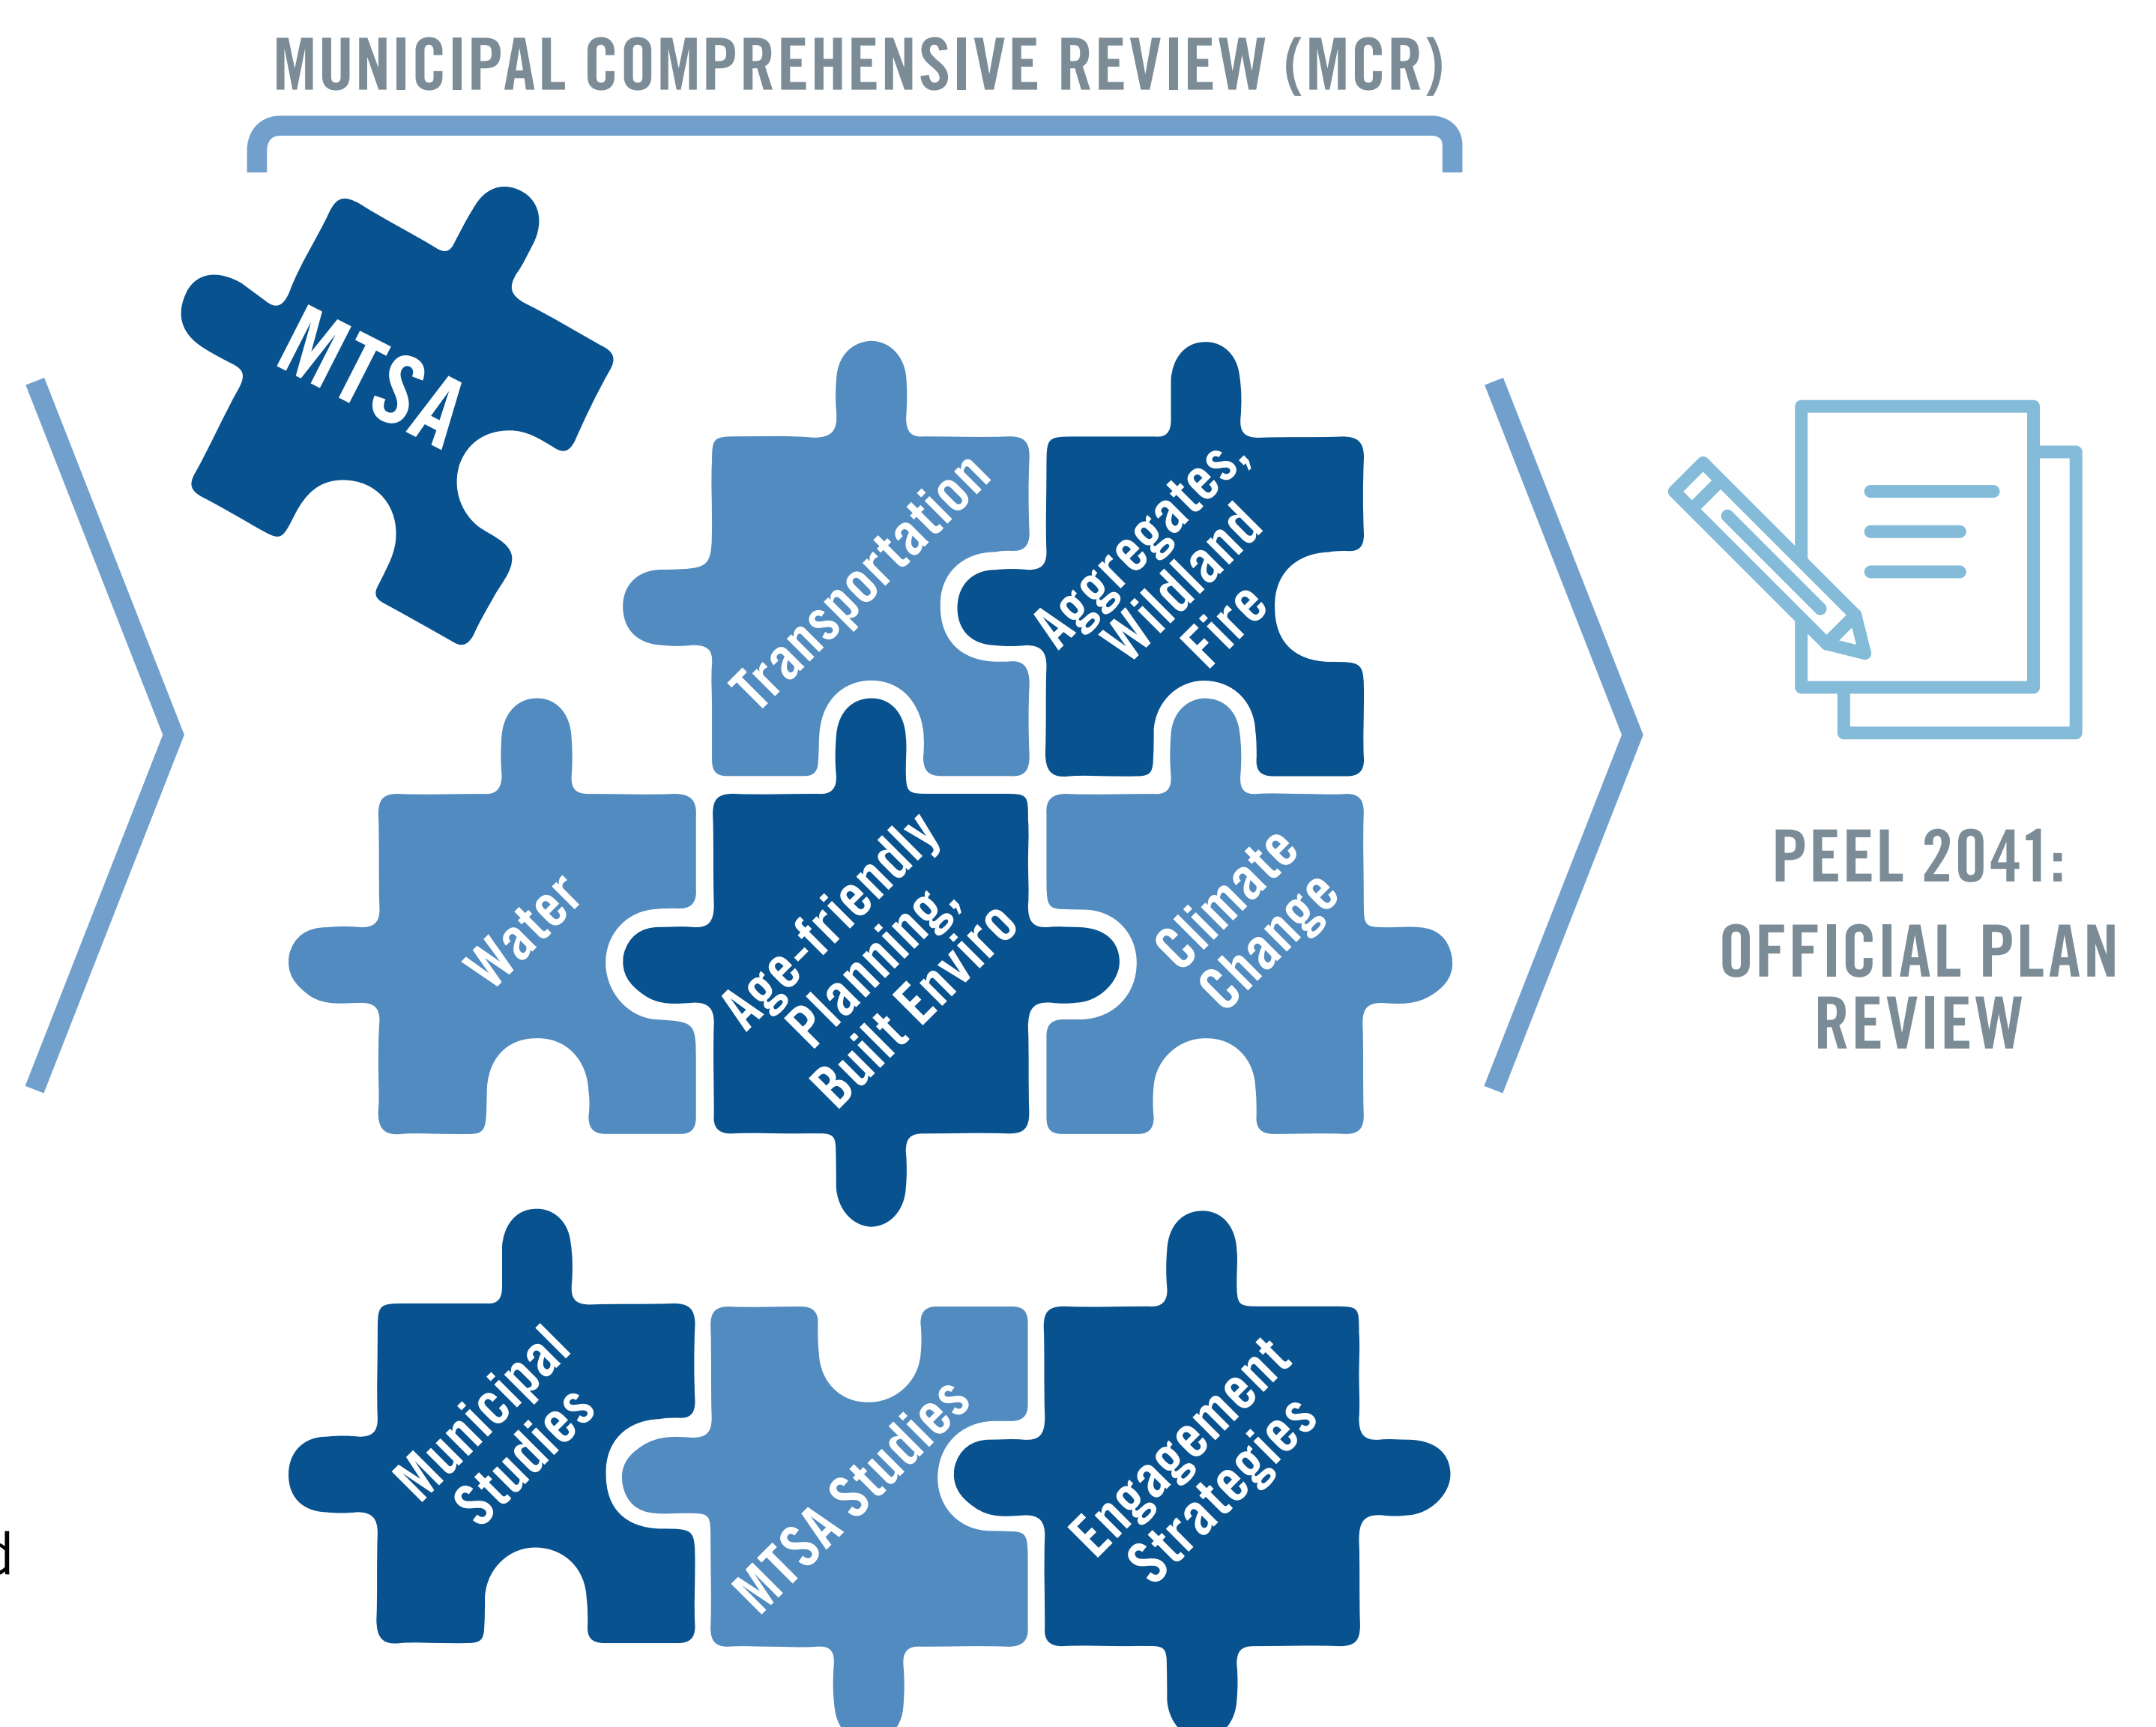 MUNICIPAL COMPREHENSIVE REVIEW (MCR)
MTSA
Transportation
Aggregates,
Windland
Fire
Water
Age-friendly
Planning,
Built Enviro
Climate
Change
PEEL 2041:
OFFICIAL PLAN
REVIEW
Municipal
Studies
MTSA Studies
Engagement
Strategies
d